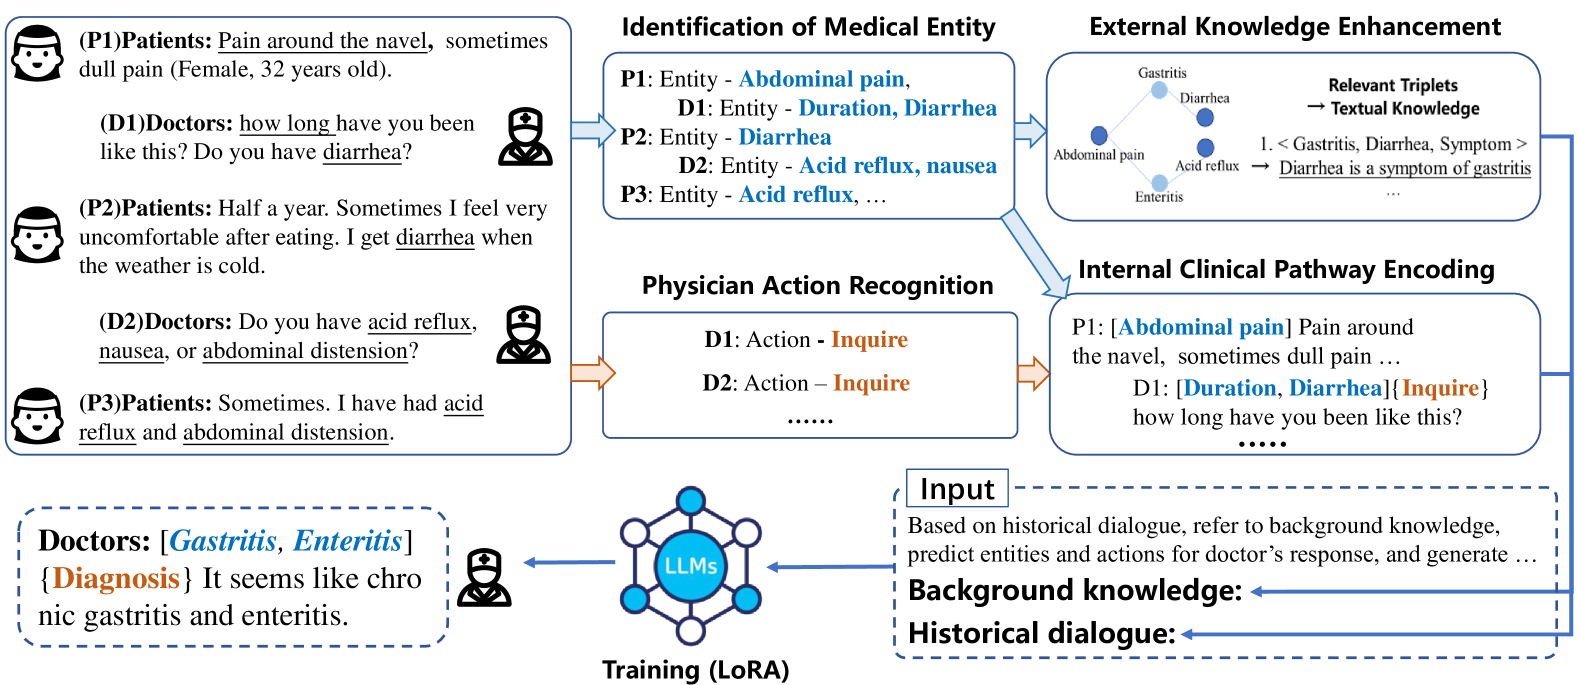 (P1)Patients: Pain around the navel, sometimes
dull pain (Female, 32 years old).
(D1)Doctors: how long have you been
like this? Do you have diarrhea?
(P2)Patients: Half a year. Sometimes I feel very
uncomfortable after eating. I get diarrhea when
the weather is cold.
(D2)Doctors: Do you have acid reflux,
nausea, or abdominal distension?
(P3)Patients: Sometimes. I have had acid
reflux and abdominal distension.
Identification of Medical Entity
P1: Entity - Abdominal pain,
D1: Entity - Duration, Diarrhea
P2: Entity - Diarrhea
D2: Entity - Acid reflux, nausea
P3: Entity - Acid reflux, …
External Knowledge Enhancement
Gastritis
Diarrhea
Abdominal pain
Acid reflux
Enteritis
Relevant Triplets
→ Textual Knowledge
1. < Gastritis, Diarrhea, Symptom >
→ Diarrhea is a symptom of gastritis
…
Physician Action Recognition
D1: Action - Inquire
D2: Action – Inquire
……
Internal Clinical Pathway Encoding
P1: [Abdominal pain] Pain around
the navel, sometimes dull pain …
D1: [Duration, Diarrhea]{Inquire}
how long have you been like this?
•••••
Input
Based on historical dialogue, refer to background knowledge,
predict entities and actions for doctor's response, and generate …
Background knowledge:
Historical dialogue:
LLMs
Training (LoRA)
Doctors: [Gastritis, Enteritis]
{Diagnosis} It seems like chro
nic gastritis and enteritis.